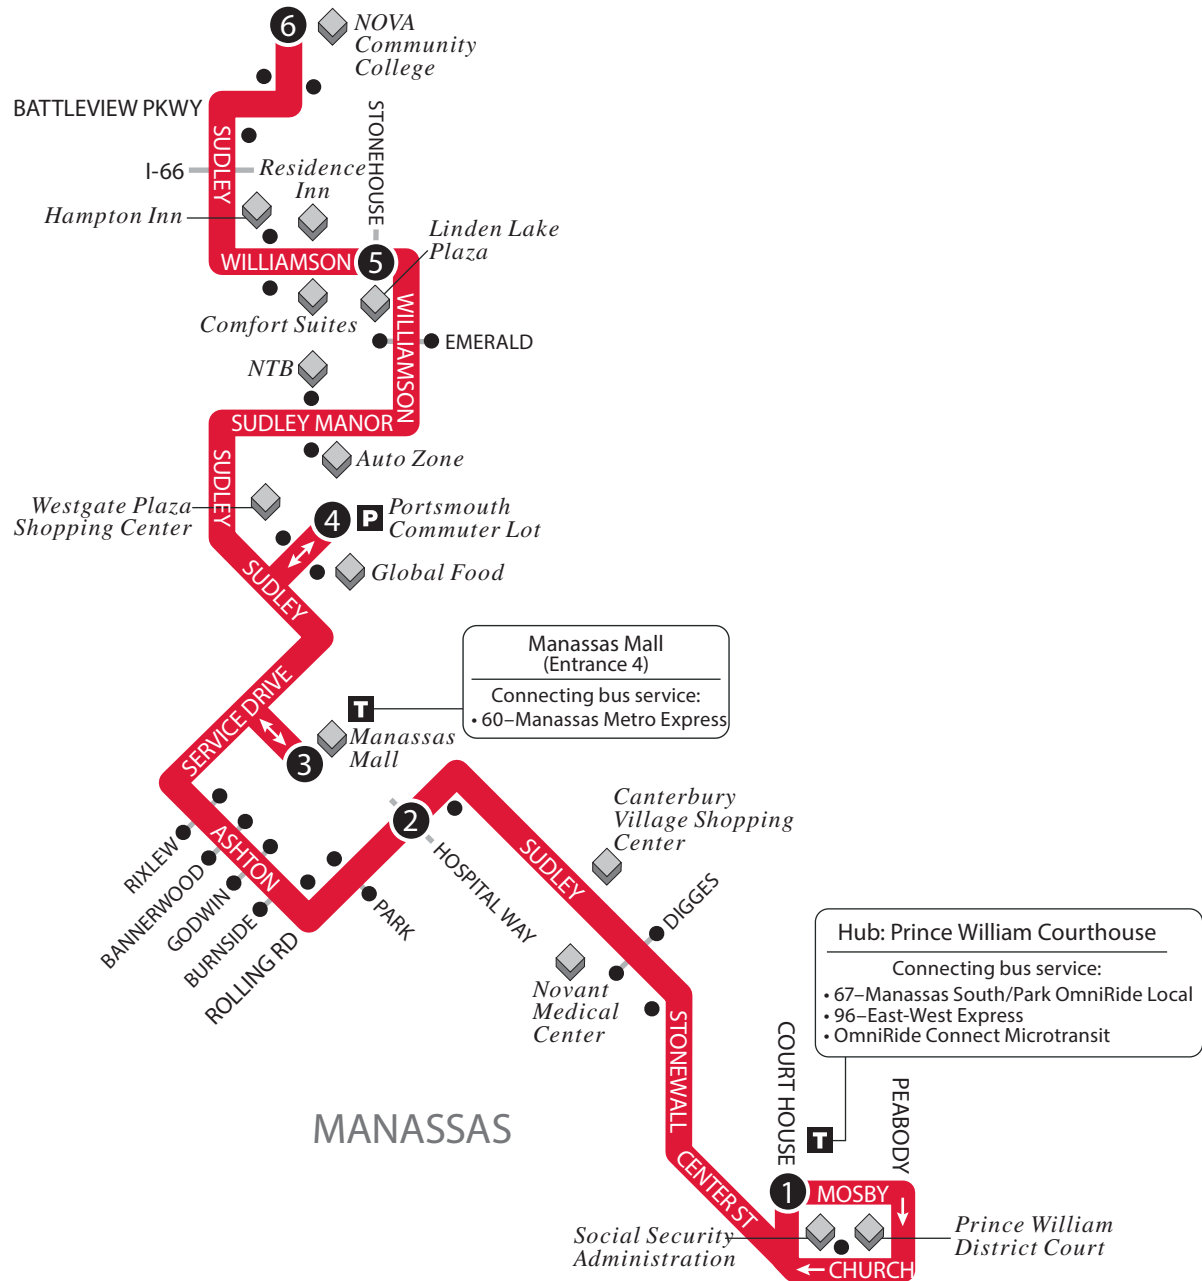 6
NOVA
Community
College
BATTLEVIEW PKWY
STONEHOUSE
SUDLEY
I-66
Residence
Inn
Hampton Inn
Linden Lake
Plaza
WILLIAMSON
5
WILLIAMSON
Comfort Suites
EMERALD
NTB
SUDLEY MANOR
SUDLEY
Auto Zone
Westgate Plaza
Shopping Center
4
P
Portsmouth
Commuter Lot
SUDLEY
Global Food
Manassas Mall
(Entrance 4)
Connecting bus service:
• 60–Manassas Metro Express
SERVICE DRIVE
T
Manassas
Mall
3
2
Canterbury
Village Shopping
Center
ASHTON
RIXLEW
BANNERWOOD
GODWIN
BURNSIDE
ROLLING RD
PARK
HOSPITAL WAY
SUDLEY
DIGGES
Novant
Medical
Center
Hub: Prince William Courthouse
Connecting bus service:
• 67–Manassas South/Park OmniRide Local
• 96–East-West Express
• OmniRide Connect Microtransit
STONEWALL
COURT HOUSE
PEABODY
MANASSAS
T
CENTER ST
1
MOSBY
Social Security
Administration
Prince William
District Court
CHURCH